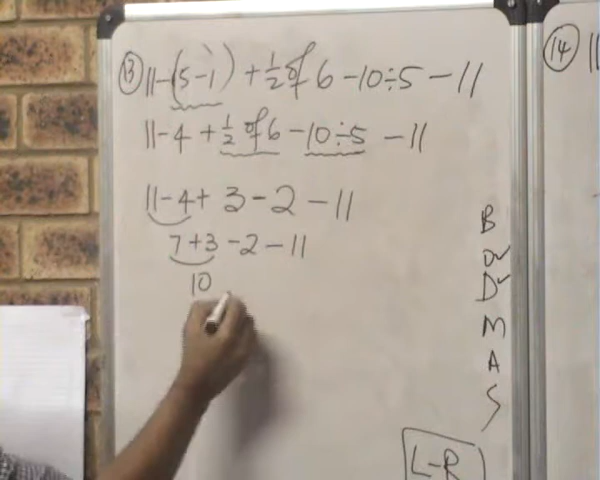 13 11-(5-1) + 1/2 of 6 - 10÷5 - 11
11-4 + 1/2 of 6 - 10÷5 - 11
11-4 + 3 - 2 - 11
7+3 - 2 - 11
10
B
O
D
M
A
S
L-R
14 11